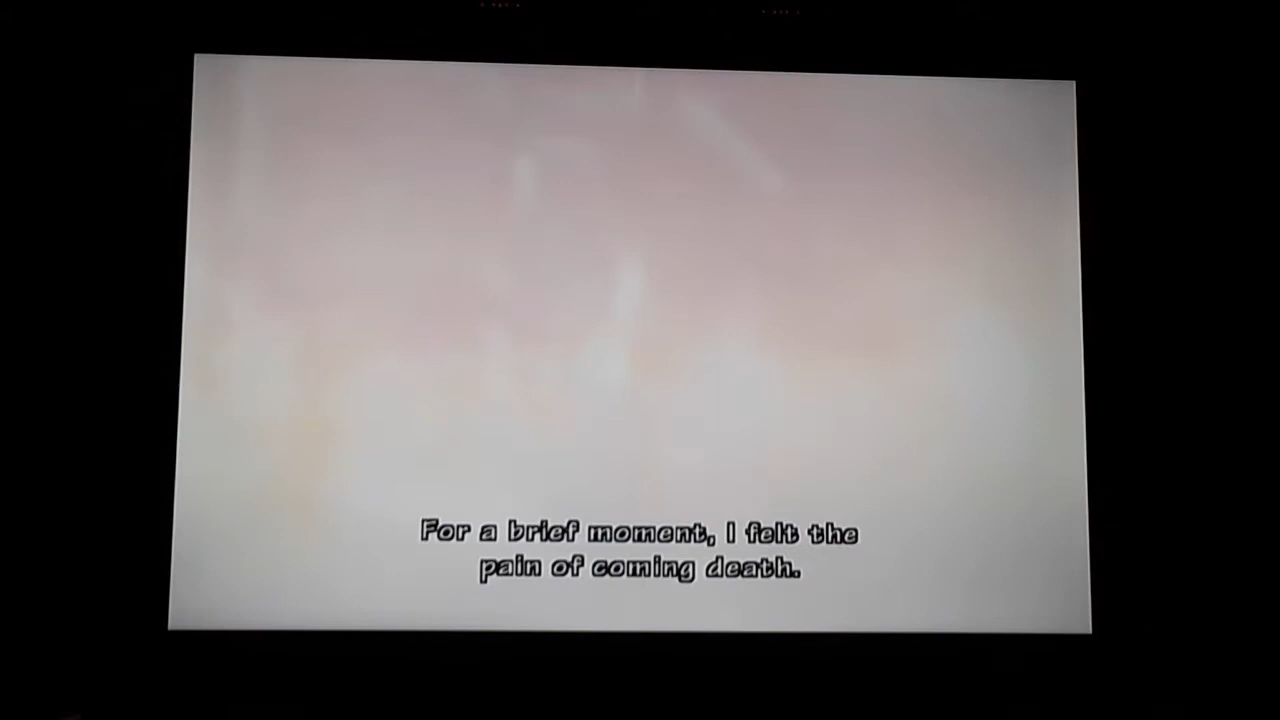 For a brief moment, I felt the
pain of coming death.